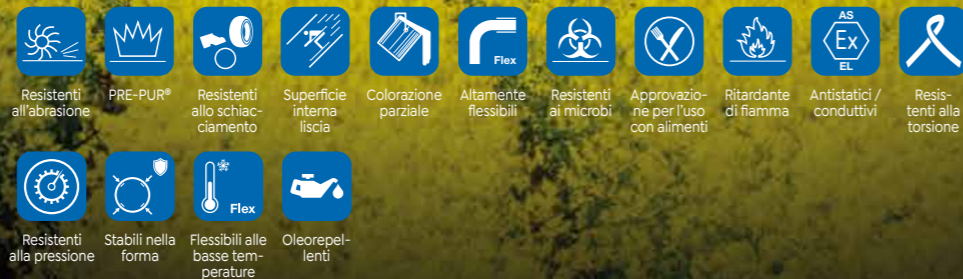 AS
Ex
EL
Flex
Resistenti
all'abrasione
PRE-PUR®
Resistenti
allo schiac-
ciamento
Superficie
interna
liscia
Colorazione
parziale
Altamente
flessibili
Resistenti
ai microbi
Approvazio-
ne per l'uso
con alimenti
Ritardante
di fiamma
Antistatici /
conduttivi
Resis-
tenti alla
torsione
Flex
Resistenti
alla pressione
Stabili nella
forma
Flessibili alle
basse tem-
perature
Oleorepel-
lenti